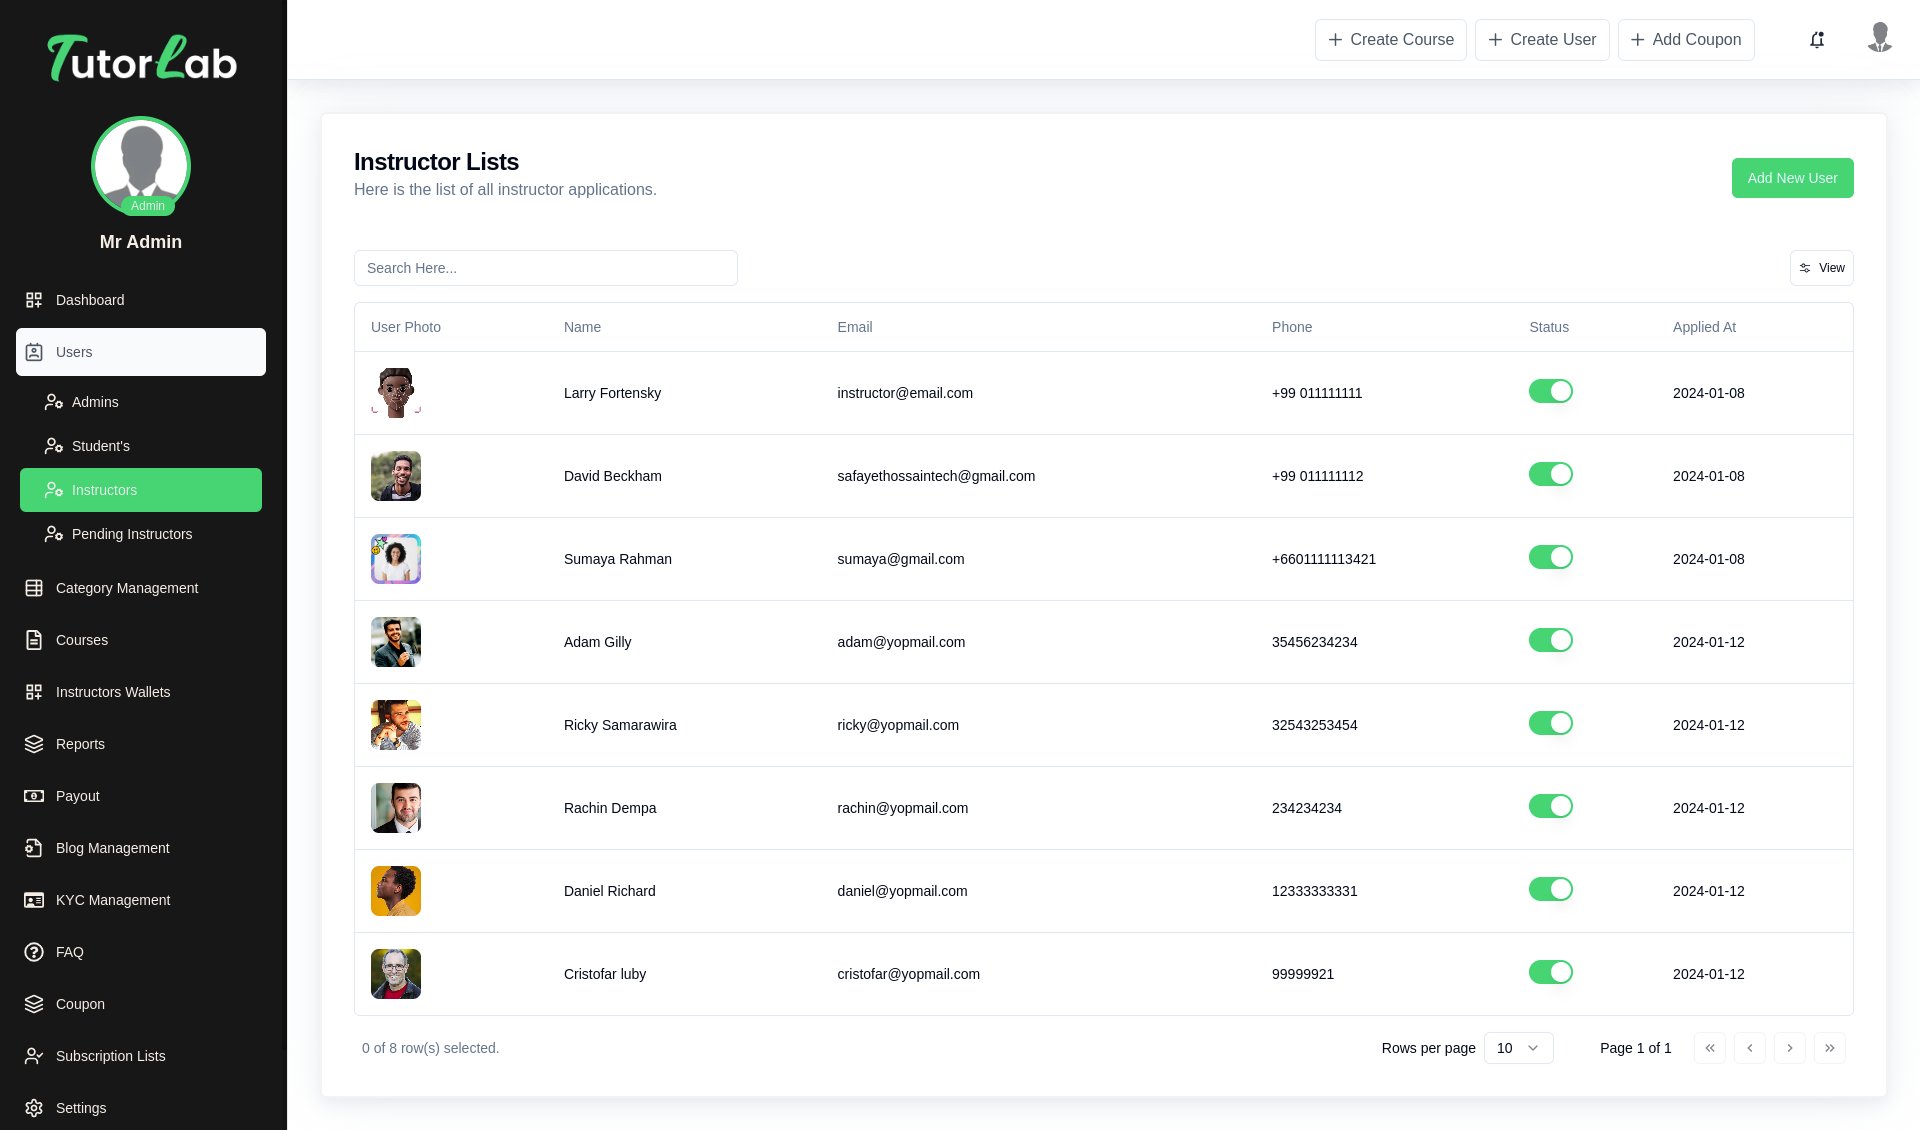 TutorLab
Admin
Mr Admin
Dashboard
Users
Admins
Student's
Instructors
Pending Instructors
Category Management
Courses
Instructors Wallets
Reports
Payout
Blog Management
KYC Management
FAQ
Coupon
Subscription Lists
Settings
Create Course
Create User
Add Coupon
Instructor Lists
Here is the list of all instructor applications.
Add New User
Search Here...
View
User Photo Name Email Phone Status Applied At
Larry Fortensky instructor@email.com +99 011111111 2024-01-08
David Beckham safayethossaintech@gmail.com +99 011111112 2024-01-08
Sumaya Rahman sumaya@gmail.com +6601111113421 2024-01-08
Adam Gilly adam@yopmail.com 35456234234 2024-01-12
Ricky Samarawira ricky@yopmail.com 32543253454 2024-01-12
Rachin Dempa rachin@yopmail.com 234234234 2024-01-12
Daniel Richard daniel@yopmail.com 12333333331 2024-01-12
Cristofar luby cristofar@yopmail.com 99999921 2024-01-12
0 of 8 row(s) selected.
Rows per page 10
Page 1 of 1